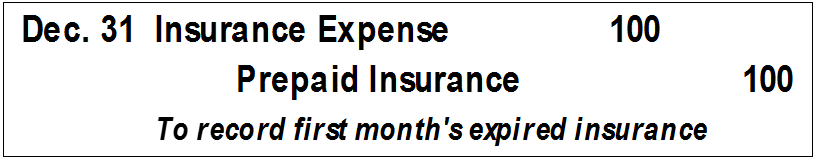 Dec. 31 Insurance Expense 100
Prepaid Insurance 100
To record first month's expired insurance